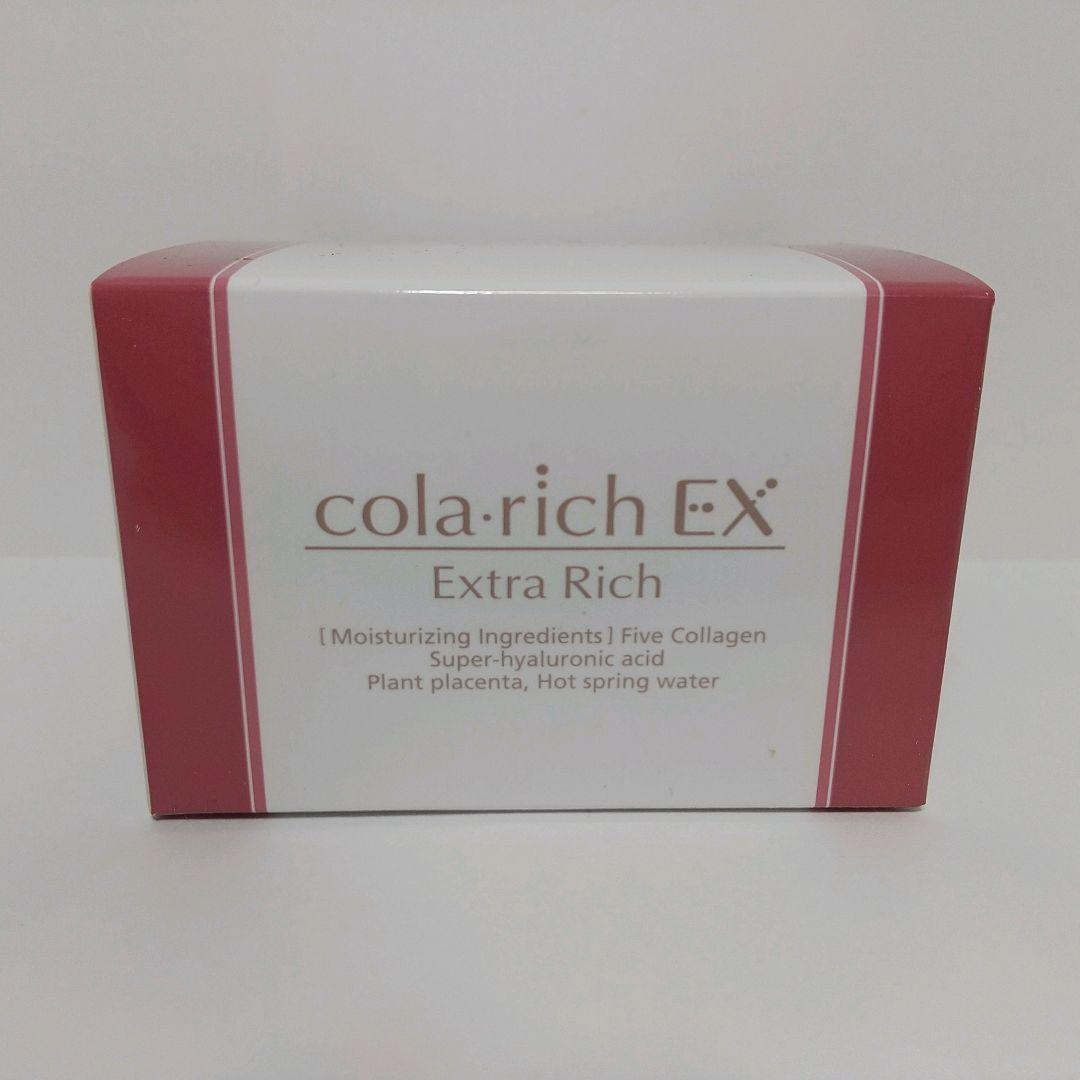 cola·rich EX
Extra Rich
[Moisturizing Ingredients] Five Collagen
Super-hyaluronic acid
Plant placenta, Hot spring water